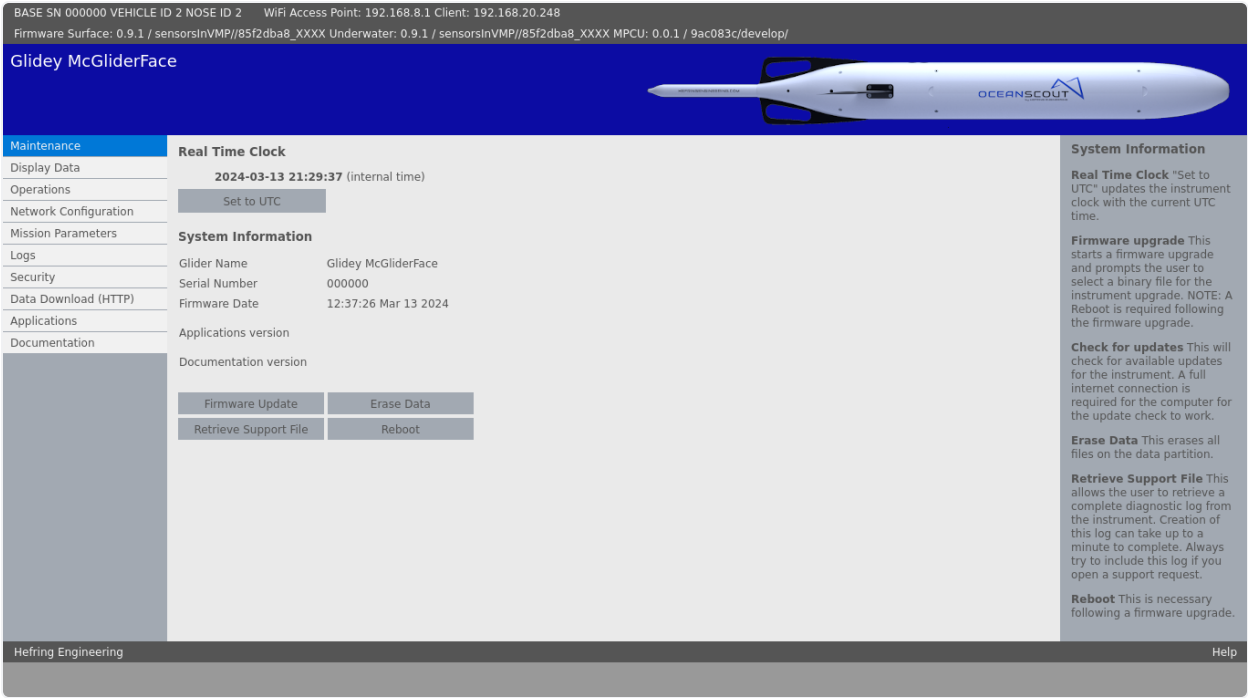 BASE SN 000000 VEHICLE ID 2 NOSE ID 2 WiFi Access Point: 192.168.8.1 Client: 192.168.20.248
Firmware Surface: 0.9.1 / sensorsInVMP//85f2dba8_XXXX Underwater: 0.9.1 / sensorsInVMP//85f2dba8_XXXX MPCU: 0.0.1 / 9ac083c/develop/
Glidey McGliderFace
OCEANSCOUT
Maintenance
Display Data
Operations
Network Configuration
Mission Parameters
Logs
Security
Data Download (HTTP)
Applications
Documentation
Real Time Clock
2024-03-13 21:29:37 (internal time)
Set to UTC
System Information
Glider Name Glidey McGliderFace
Serial Number 000000
Firmware Date 12:37:26 Mar 13 2024
Applications version
Documentation version
Firmware Update Erase Data
Retrieve Support File Reboot
System Information
Real Time Clock "Set to
UTC" updates the instrument
clock with the current UTC
time.
Firmware upgrade This
starts a firmware upgrade
and prompts the user to
select a binary file for the
instrument upgrade. NOTE: A
Reboot is required following
the firmware upgrade.
Check for updates This will
check for available updates
for the instrument. A full
internet connection is
required for the computer for
the update check to work.
Erase Data This erases all
files on the data partition.
Retrieve Support File This
allows the user to retrieve a
complete diagnostic log from
the instrument. Creation of
this log can take up to a
minute to complete. Always
try to include this log if you
open a support request.
Reboot This is necessary
following a firmware upgrade.
Hefring Engineering Help